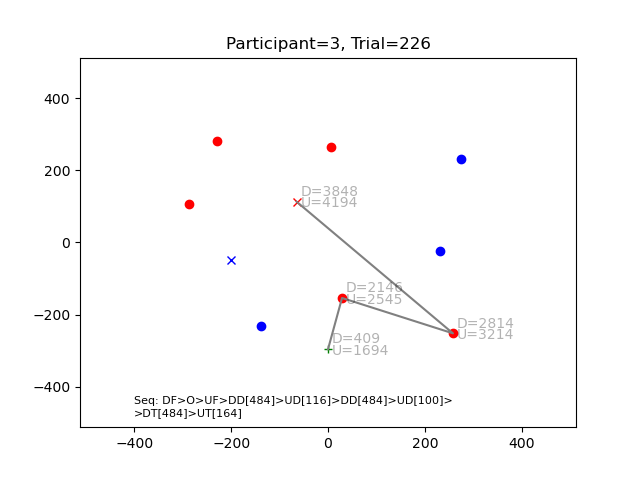 Participant=3, Trial=226
400
200
0
−200
−400
D=3848
U=4194
D=2146
U=2545
D=2814
U=3214
D=409
U=1694
Seq: DF>O>UF>DD[484]>UD[116]>DD[484]>UD[100]>
>DT[484]>UT[164]
−400 −200 0 200 400